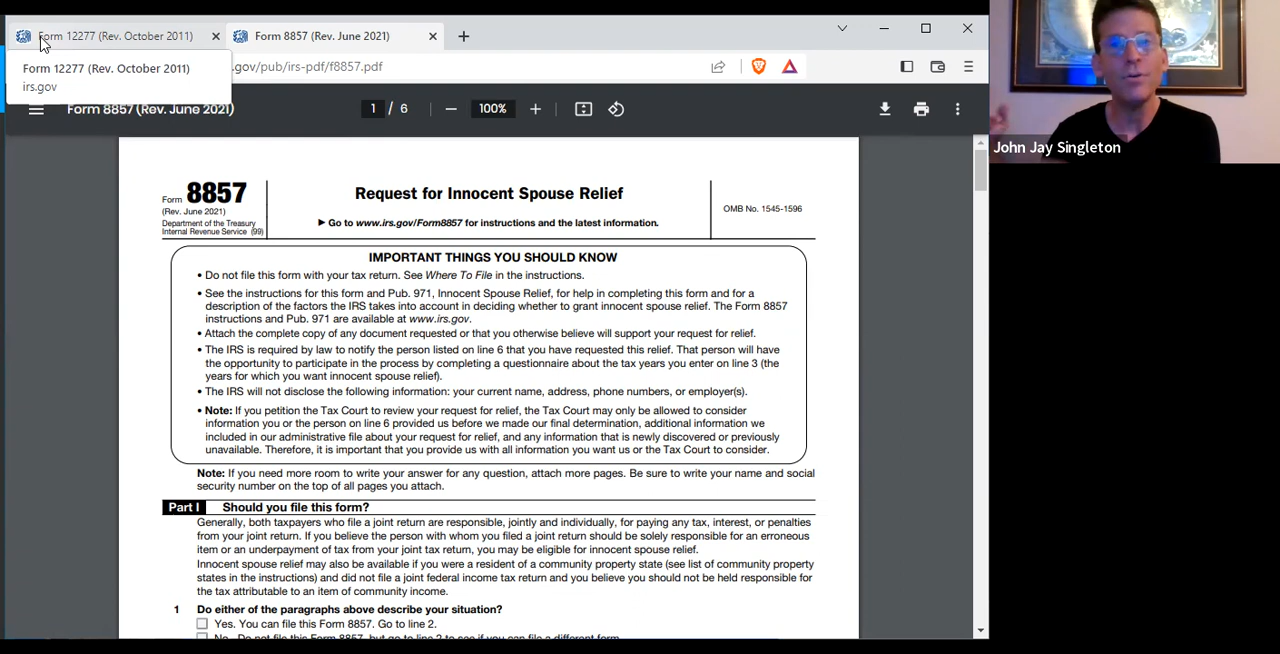 Form 12277 (Rev. October 2011)
Form 8857 (Rev. June 2021)
Form 12277 (Rev. October 2011)
irs.gov
.gov/pub/irs-pdf/f8857.pdf
Form 8857 (Rev. June 2021)
1 / 6
100%
John Jay Singleton
Form 8857
(Rev. June 2021)
Department of the Treasury
Internal Revenue Service (99)
Request for Innocent Spouse Relief
▶ Go to www.irs.gov/Form8857 for instructions and the latest information.
OMB No. 1545-1596
IMPORTANT THINGS YOU SHOULD KNOW
• Do not file this form with your tax return. See Where To File in the instructions.
• See the instructions for this form and Pub. 971, Innocent Spouse Relief, for help in completing this form and for a
description of the factors the IRS takes into account in deciding whether to grant innocent spouse relief. The Form 8857
instructions and Pub. 971 are available at www.irs.gov.
• Attach the complete copy of any document requested or that you otherwise believe will support your request for relief.
• The IRS is required by law to notify the person listed on line 6 that you have requested this relief. That person will have
the opportunity to participate in the process by completing a questionnaire about the tax years you enter on line 3 (the
years for which you want innocent spouse relief).
• The IRS will not disclose the following information: your current name, address, phone numbers, or employer(s).
• Note: If you petition the Tax Court to review your request for relief, the Tax Court may only be allowed to consider
information you or the person on line 6 provided us before we made our final determination, additional information we
included in our administrative file about your request for relief, and any information that is newly discovered or previously
unavailable. Therefore, it is important that you provide us with all information you want us or the Tax Court to consider.
Note: If you need more room to write your answer for any question, attach more pages. Be sure to write your name and social
security number on the top of all pages you attach.
Part I Should you file this form?
Generally, both taxpayers who file a joint return are responsible, jointly and individually, for paying any tax, interest, or penalties
from your joint return. If you believe the person with whom you filed a joint return should be solely responsible for an erroneous
item or an underpayment of tax from your joint tax return, you may be eligible for innocent spouse relief.
Innocent spouse relief may also be available if you were a resident of a community property state (see list of community property
states in the instructions) and did not file a joint federal income tax return and you believe you should not be held responsible for
the tax attributable to an item of community income.
1 Do either of the paragraphs above describe your situation?
Yes. You can file this Form 8857. Go to line 2.
No. Do not file this Form 8857, but go to line 2 to see if you can file a different form.